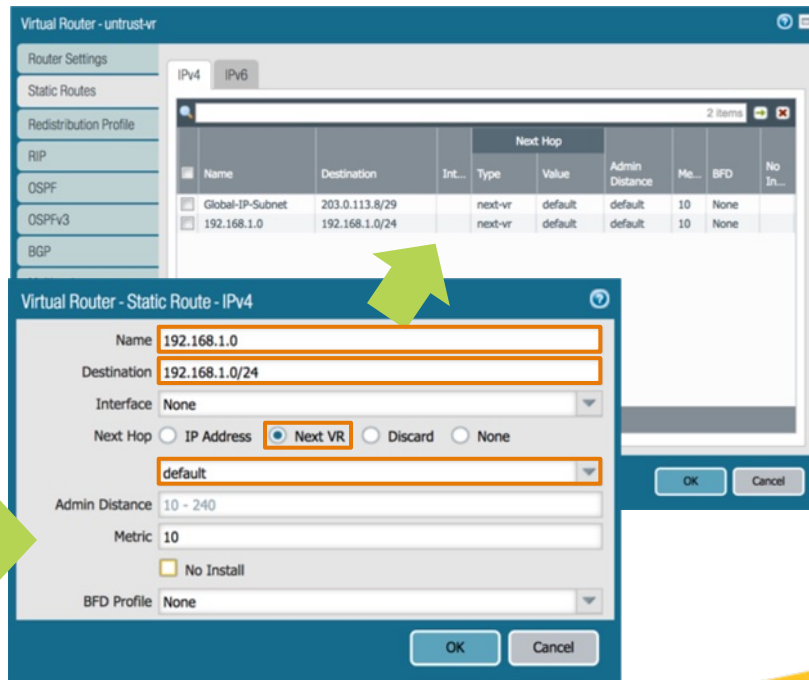 Virtual Router - untrust-vr
Router Settings
Static Routes
Redistribution Profile
RIP
OSPF
OSPFv3
BGP
IPv4 IPv6
2 items
Next Hop
Name Destination Int... Type Value Admin Distance Me... BFD No In...
Global-IP-Subnet 203.0.113.8/29 next-vr default default 10 None
192.168.1.0 192.168.1.0/24 next-vr default default 10 None
OK Cancel
Virtual Router - Static Route - IPv4
Name 192.168.1.0
Destination 192.168.1.0/24
Interface None
Next Hop IP Address Next VR Discard None
default
Admin Distance 10 - 240
Metric 10
No Install
BFD Profile None
OK Cancel